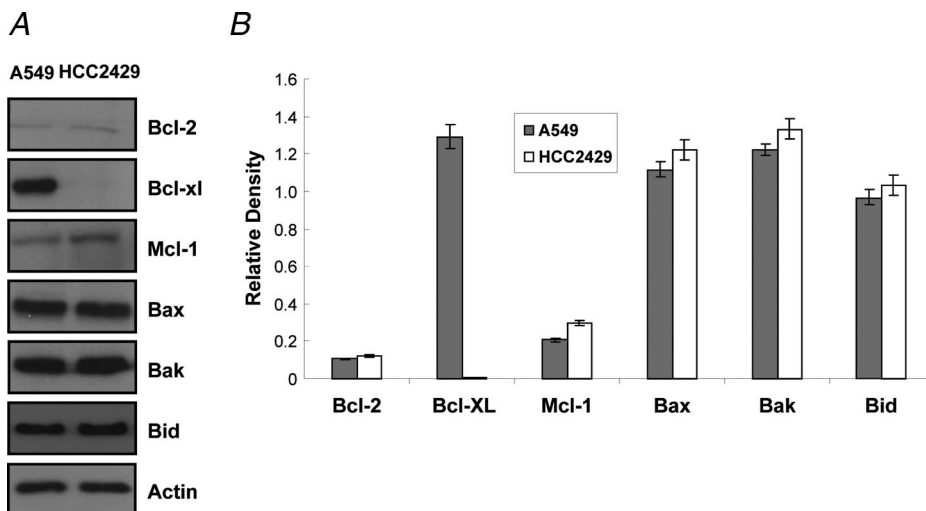 A
A549 HCC2429
Bcl-2
Bcl-xl
Mcl-1
Bax
Bak
Bid
Actin
B
Relative Density
1.6
1.4
1.2
1.0
0.8
0.6
0.4
0.2
0
A549
HCC2429
Bcl-2 Bcl-XL Mcl-1 Bax Bak Bid